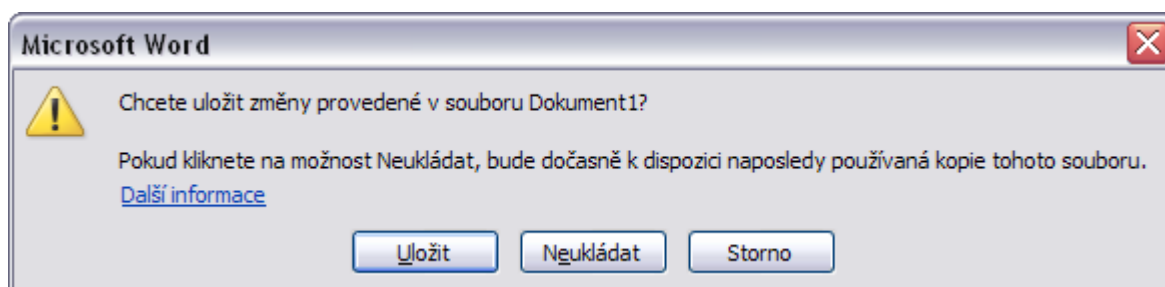 Microsoft Word
Chcete uložit změny provedené v souboru Dokument1?
Pokud kliknete na možnost Neukládat, bude dočasně k dispozici naposledy používaná kopie tohoto souboru.
Další informace
Uložit Neukládat Storno